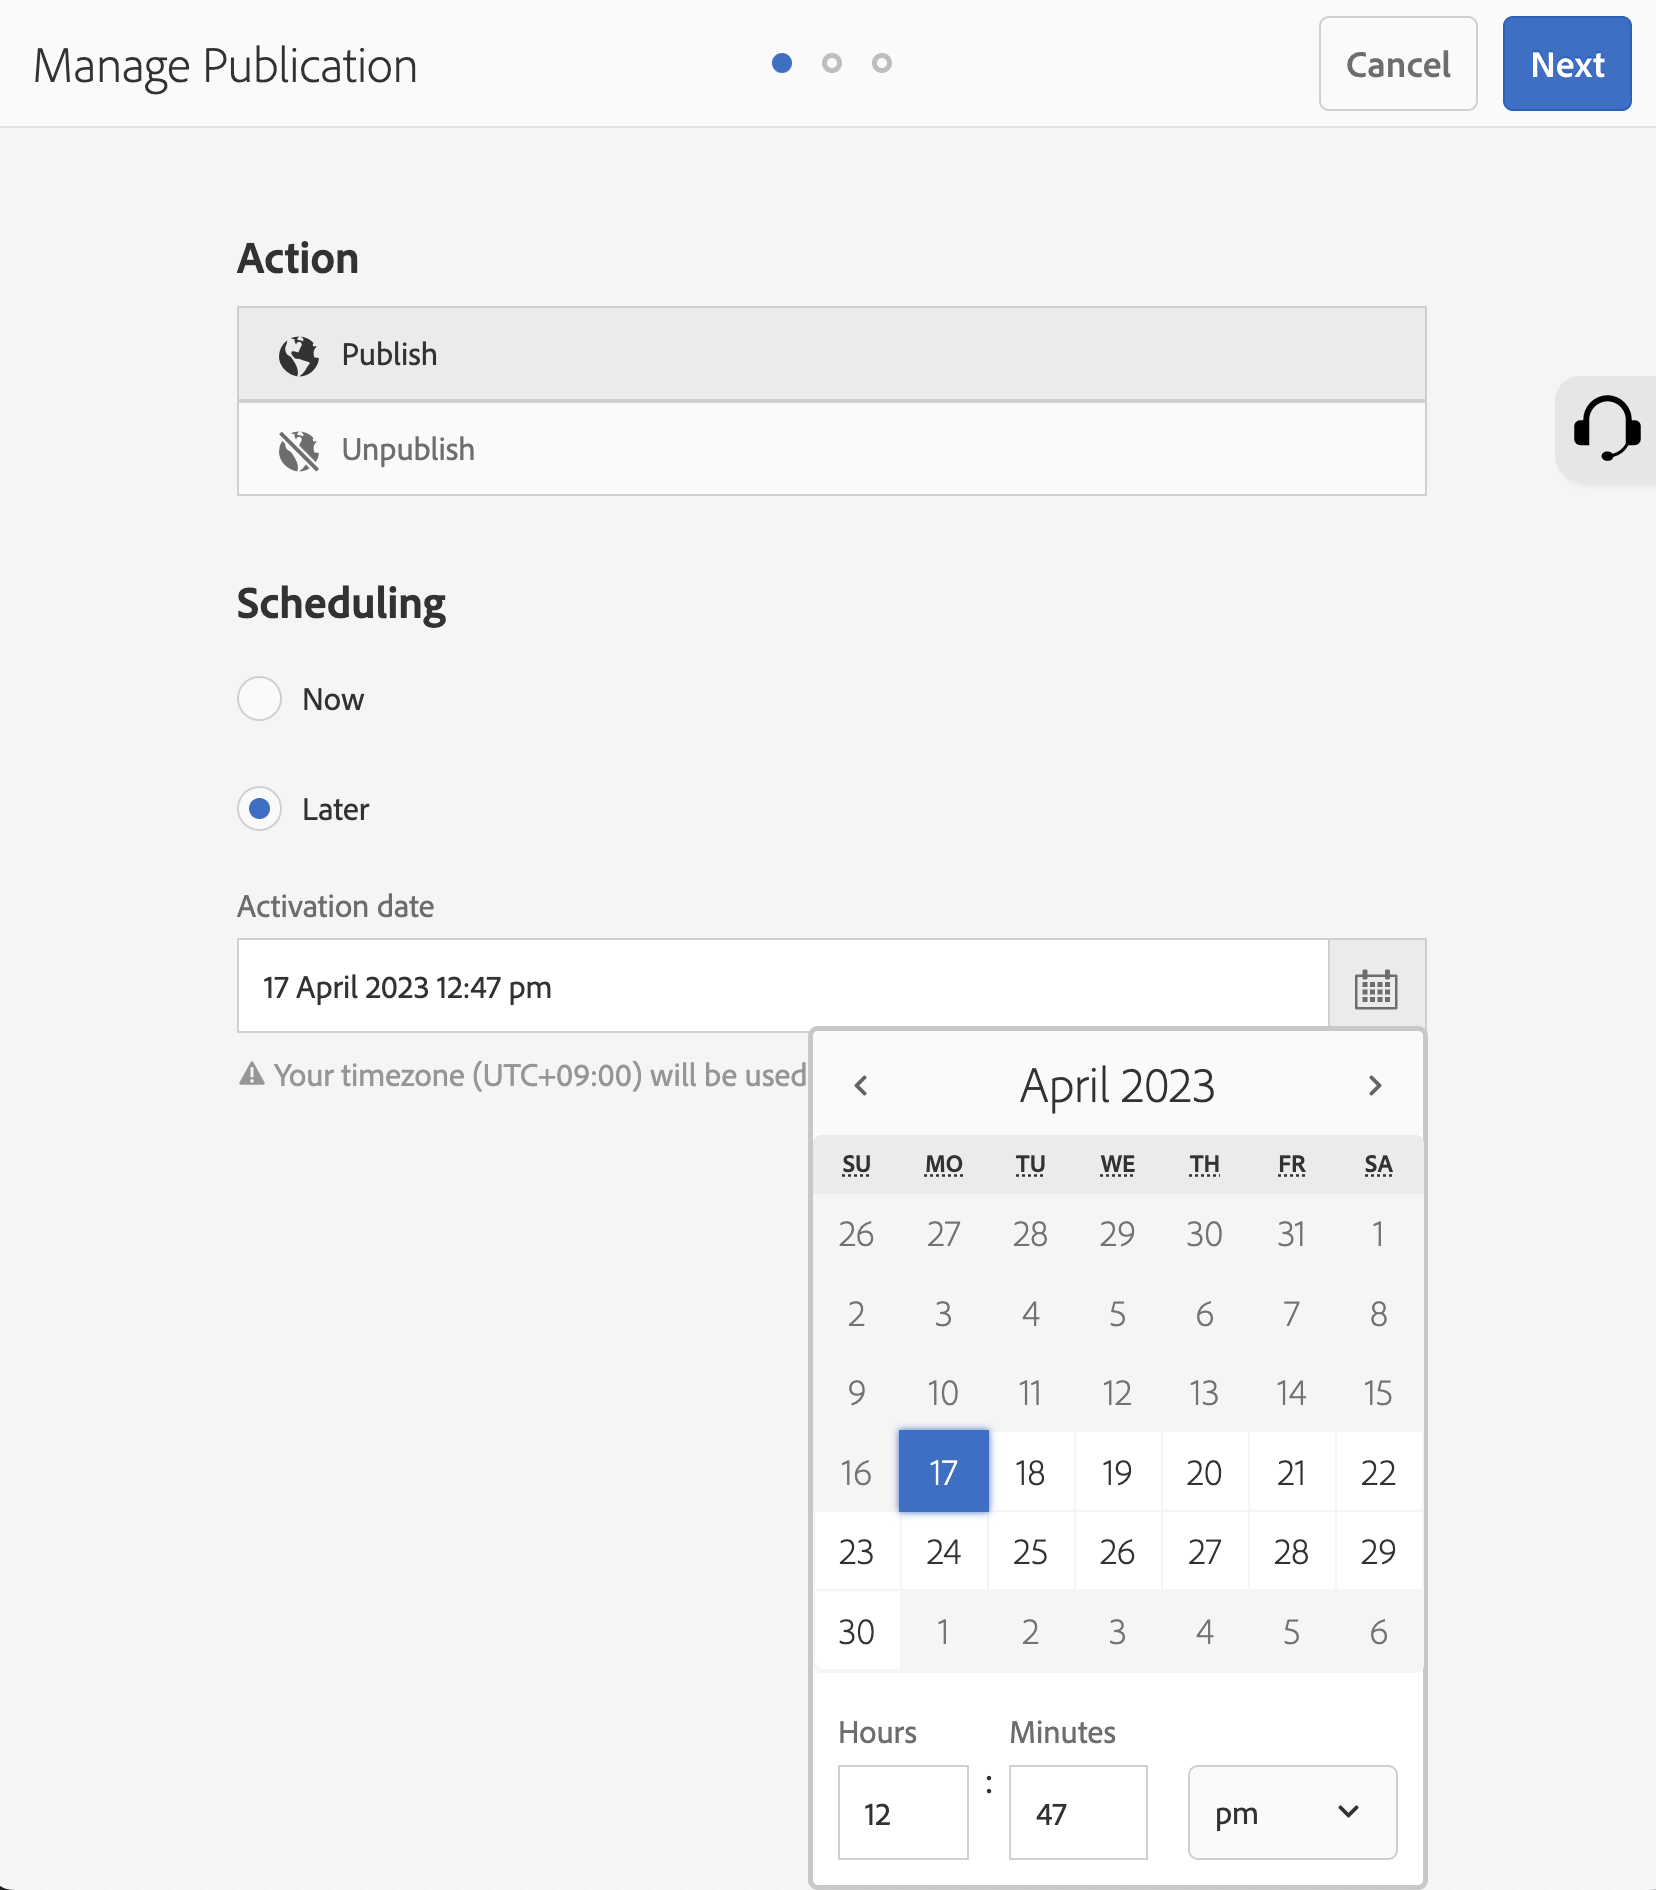 Manage Publication
Cancel
Next
Action
Publish
Unpublish
Scheduling
Now
Later
Activation date
17 April 2023 12:47 pm
Your timezone (UTC+09:00) will be used
April 2023
SU MO TU WE TH FR SA
26 27 28 29 30 31 1
2 3 4 5 6 7 8
9 10 11 12 13 14 15
16 17 18 19 20 21 22
23 24 25 26 27 28 29
30 1 2 3 4 5 6
Hours Minutes
12 : 47 pm